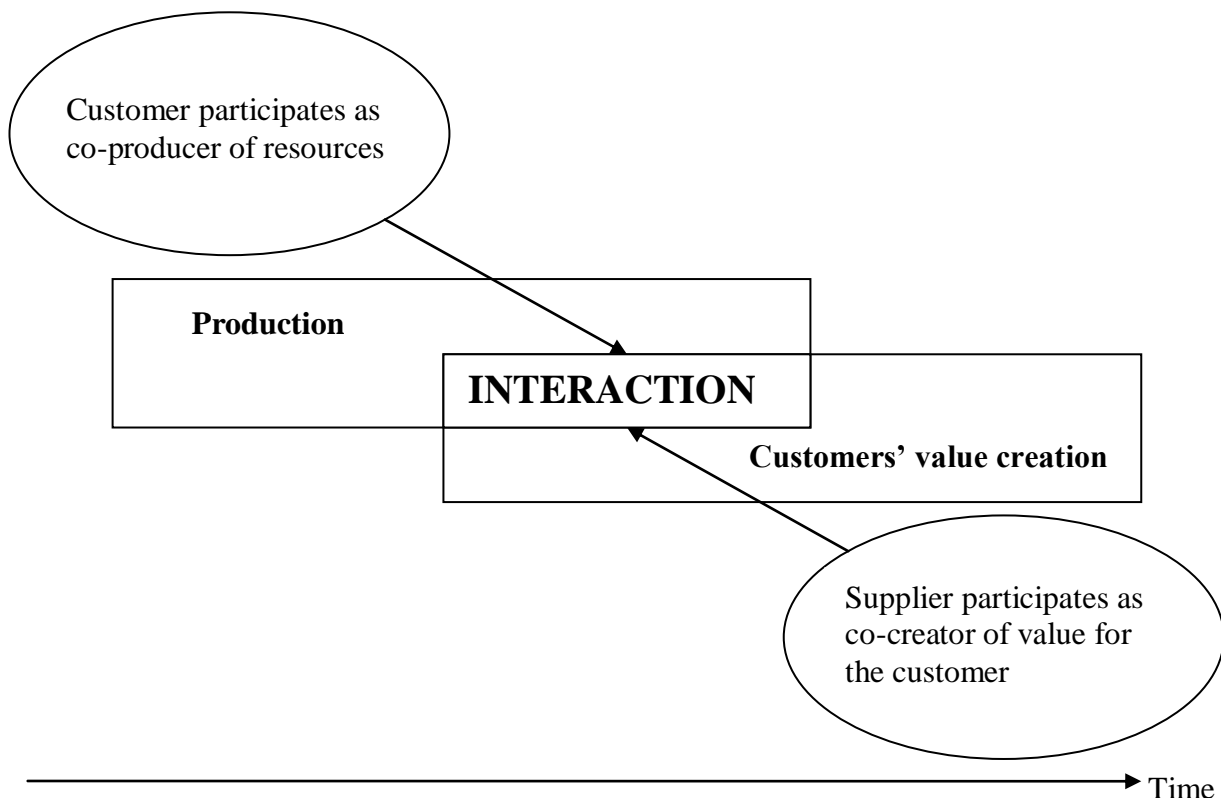 Customer participates as
co-producer of resources
Production
INTERACTION
Customers’ value creation
Supplier participates as
co-creator of value for
the customer
Time